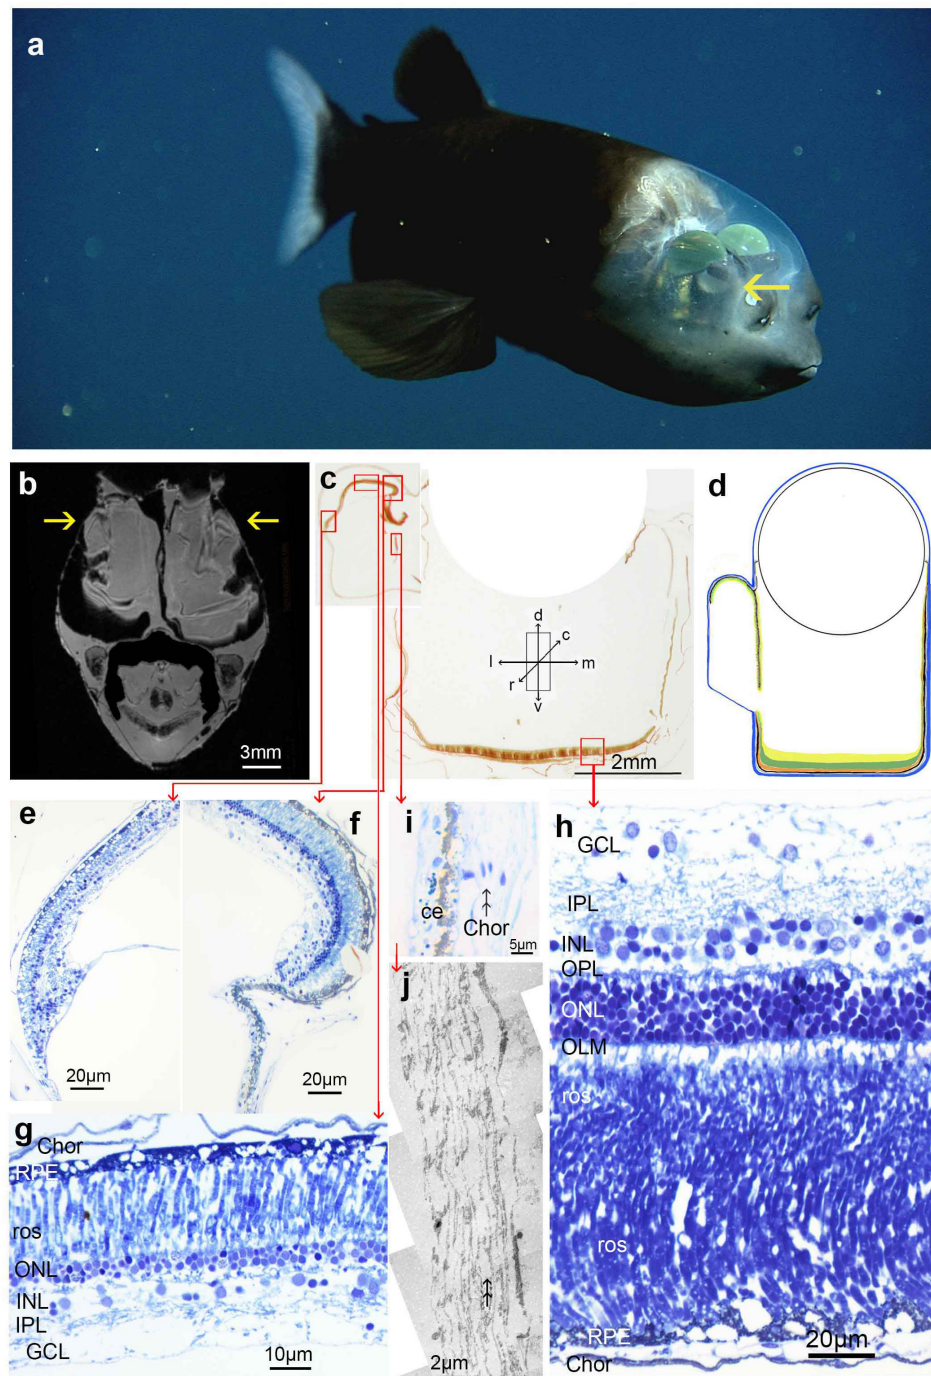 a
b
3mm
c
d
c
l
m
r
v
2mm
d
e
20µm
f
20µm
i
ce
Chor
5µm
j
2µm
g
Chor
RPE
ros
ONL
INL
IPL
GCL
10µm
h
GCL
IPL
INL
OPL
ONL
OLM
ros
ros
RPE
20µm
Chor